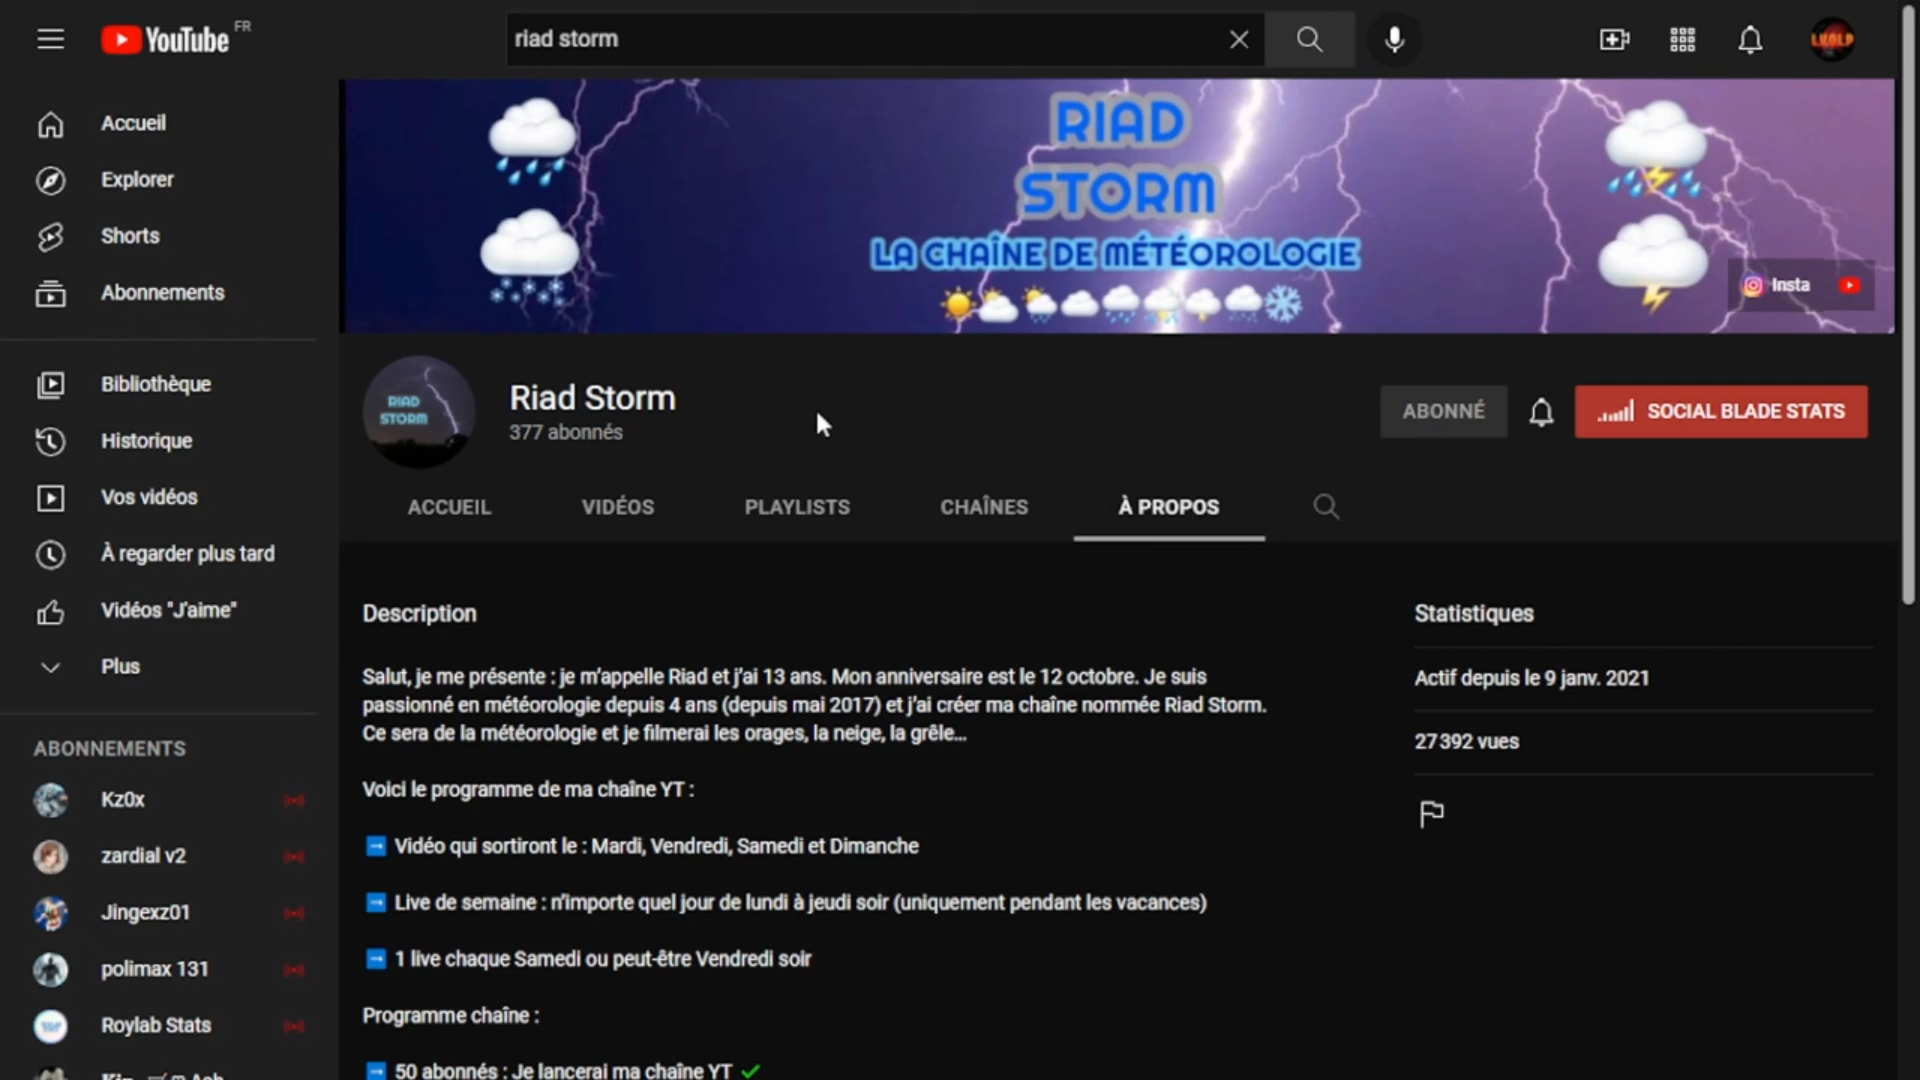 YouTube FR
riad storm
LKOLP
Accueil
Explorer
Shorts
Abonnements
Bibliothèque
Historique
Vos vidéos
À regarder plus tard
Vidéos "J'aime"
Plus
ABONNEMENTS
Kz0x
zardial v2
Jingexz01
polimax 131
Roylab Stats
RIAD
STORM
LA CHAÎNE DE MÉTÉOROLOGIE
Insta
RIAD
STORM
Riad Storm
377 abonnés
ABONNÉ
SOCIAL BLADE STATS
ACCUEIL VIDÉOS PLAYLISTS CHAÎNES À PROPOS
Description
Salut, je me présente : je m'appelle Riad et j'ai 13 ans. Mon anniversaire est le 12 octobre. Je suis
passionné en météorologie depuis 4 ans (depuis mai 2017) et j'ai créer ma chaîne nommée Riad Storm.
Ce sera de la météorologie et je filmerai les orages, la neige, la grêle...
Voici le programme de ma chaîne YT :
➡ Vidéo qui sortiront le : Mardi, Vendredi, Samedi et Dimanche
➡ Live de semaine : n'importe quel jour de lundi à jeudi soir (uniquement pendant les vacances)
➡ 1 live chaque Samedi ou peut-être Vendredi soir
Programme chaîne :
➡ 50 abonnés : Je lancerai ma chaîne YT ✓
Statistiques
Actif depuis le 9 janv. 2021
27 392 vues